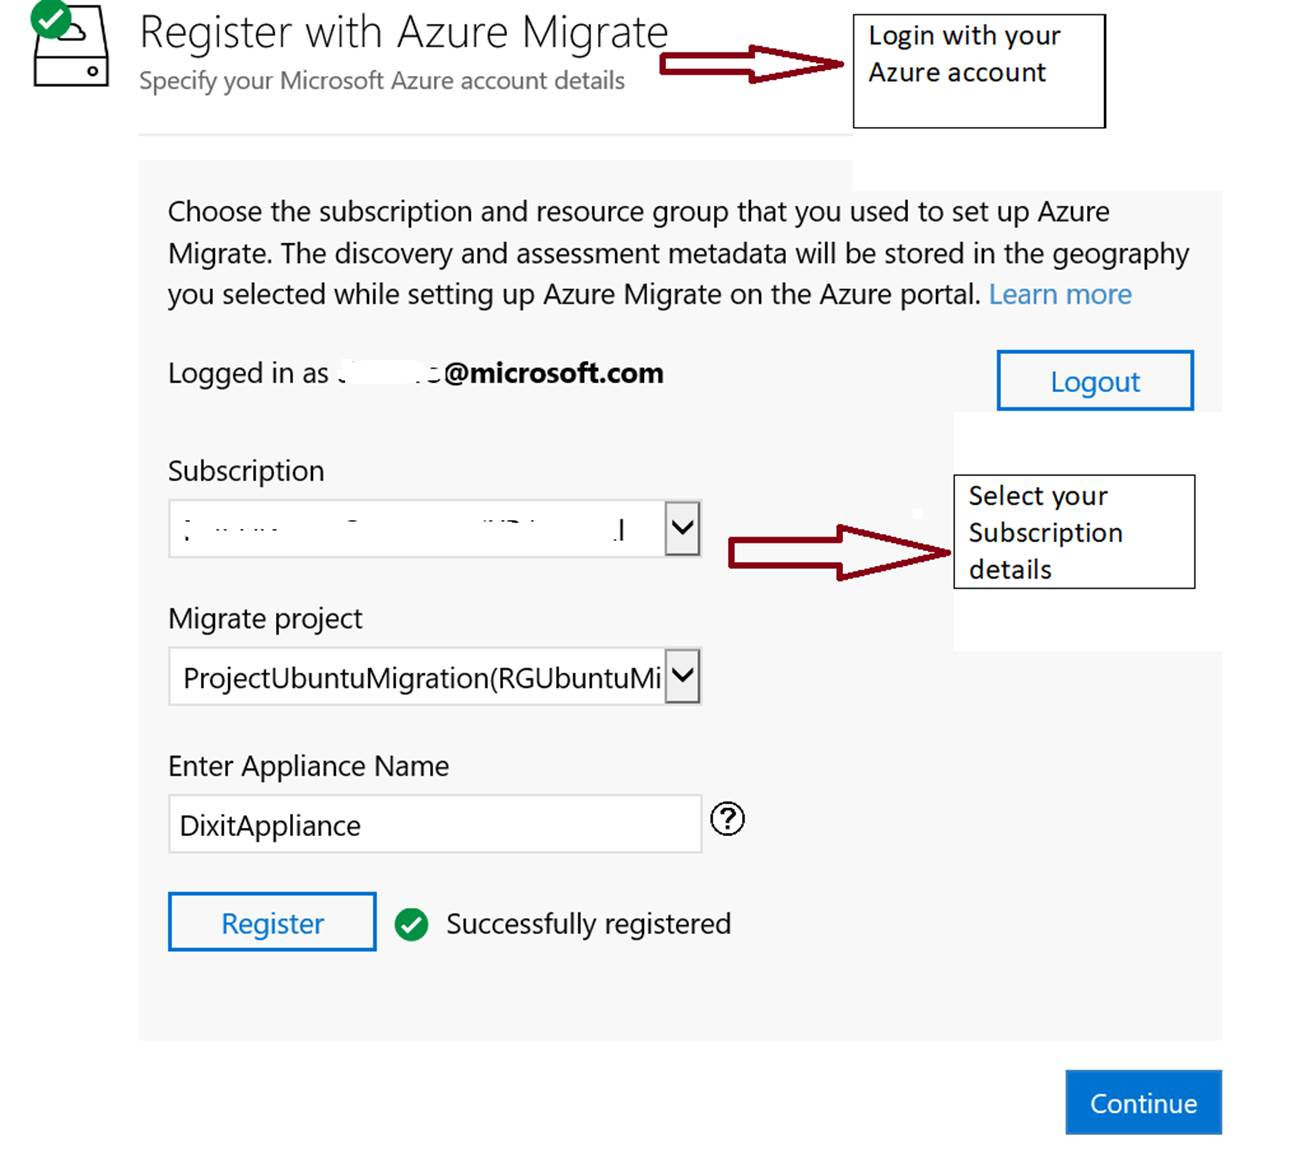 Register with Azure Migrate
Specify your Microsoft Azure account details
Login with your
Azure account
Choose the subscription and resource group that you used to set up Azure
Migrate. The discovery and assessment metadata will be stored in the geography
you selected while setting up Azure Migrate on the Azure portal. Learn more
Logged in as @microsoft.com
Logout
Subscription
Select your
Subscription
details
Migrate project
ProjectUbuntuMigration(RGUbuntuMi
Enter Appliance Name
DixitAppliance
?
Register
Successfully registered
Continue